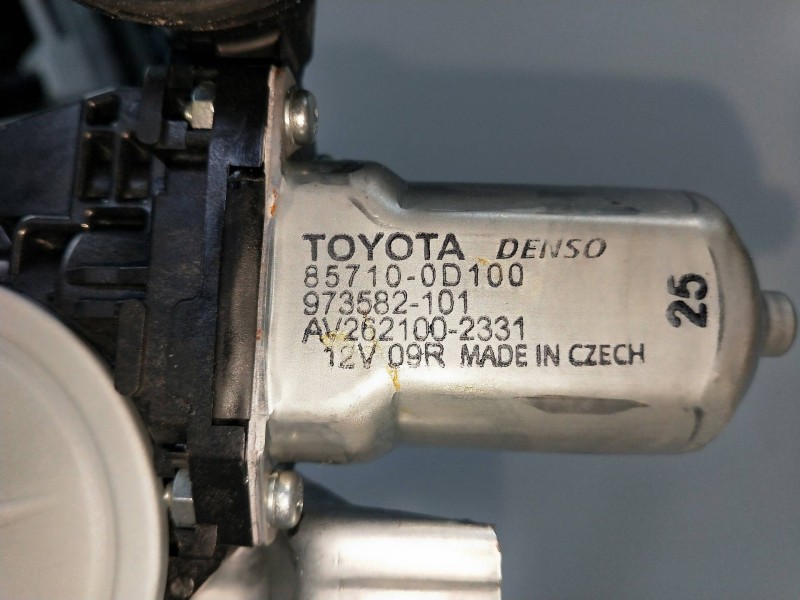 TOYOTA DENSO
85710-0D100
973582-101
AV262100-2331
12V 09R MADE IN CZECH
25